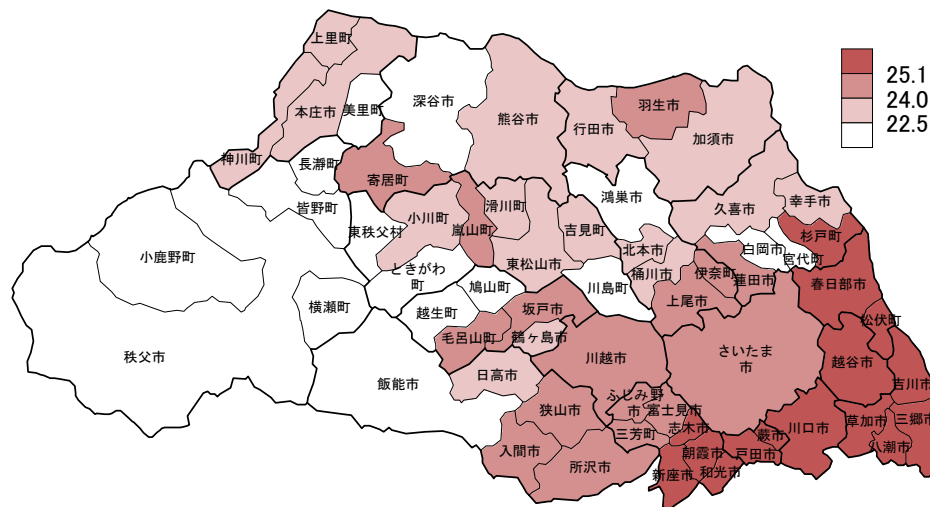 上里町
本庄市
美里町
神川町
深谷市
熊谷市
行田市
羽生市
加須市
25.1
24.0
22.5
長瀞町
寄居町
皆野町
小川町
嵐山町
滑川町
東秩父村
東松山市
吉見町
鴻巣市
久喜市
幸手市
杉戸町
白岡市
宮代町
北本市
桶川市
伊奈町
蓮田市
春日部市
小鹿野町
ときがわ
町
鳩山町
川島町
上尾市
横瀬町
越生町
坂戸市
毛呂山町
鶴ヶ島市
川越市
さいたま
市
松伏町
越谷市
秩父市
飯能市
日高市
吉川市
狭山市
ふじみ野
市
富士見市
三芳町
志木市
川口市
草加市
三郷市
八潮市
入間市
所沢市
新座市
朝霞市
和光市
戸田市
蕨市